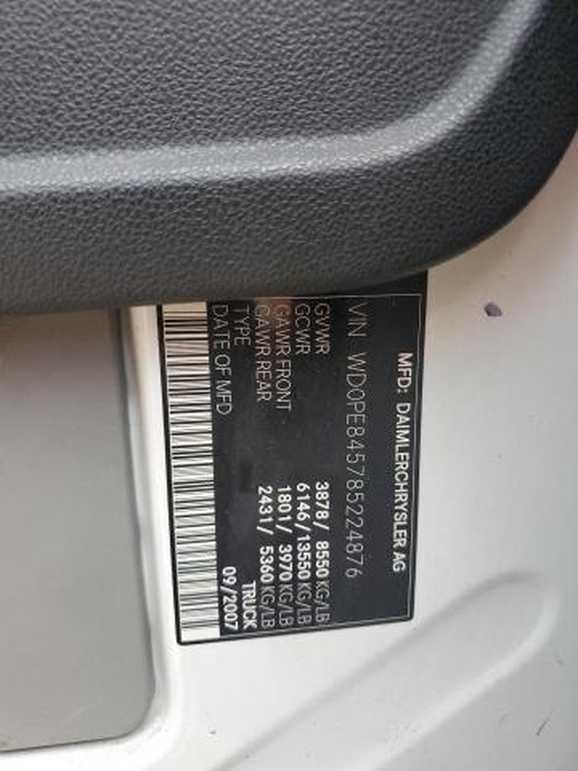 MFD: DAIMLERCHRYSLER AG
VIN WD0PE845785224876
GVWR 3878/ 8550 KG/LB
GCWR 6146/13550 KG/LB
GAWR FRONT 1801/ 3970 KG/LB
GAWR REAR 2431/ 5360 KG/LB
TYPE TRUCK
DATE OF MFD 09/2007